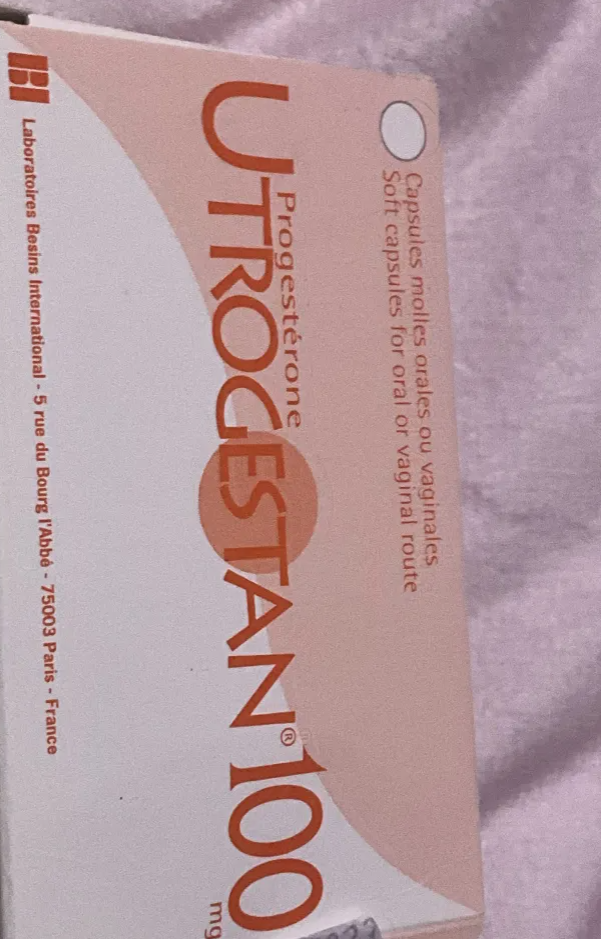 Capsules molles orales ou vaginales
Soft capsules for oral or vaginal route
Progestérone
UTROGESTAN® 100
mg
BI
Laboratoires Besins International - 5 rue du Bourg l'Abbé - 75003 Paris - France